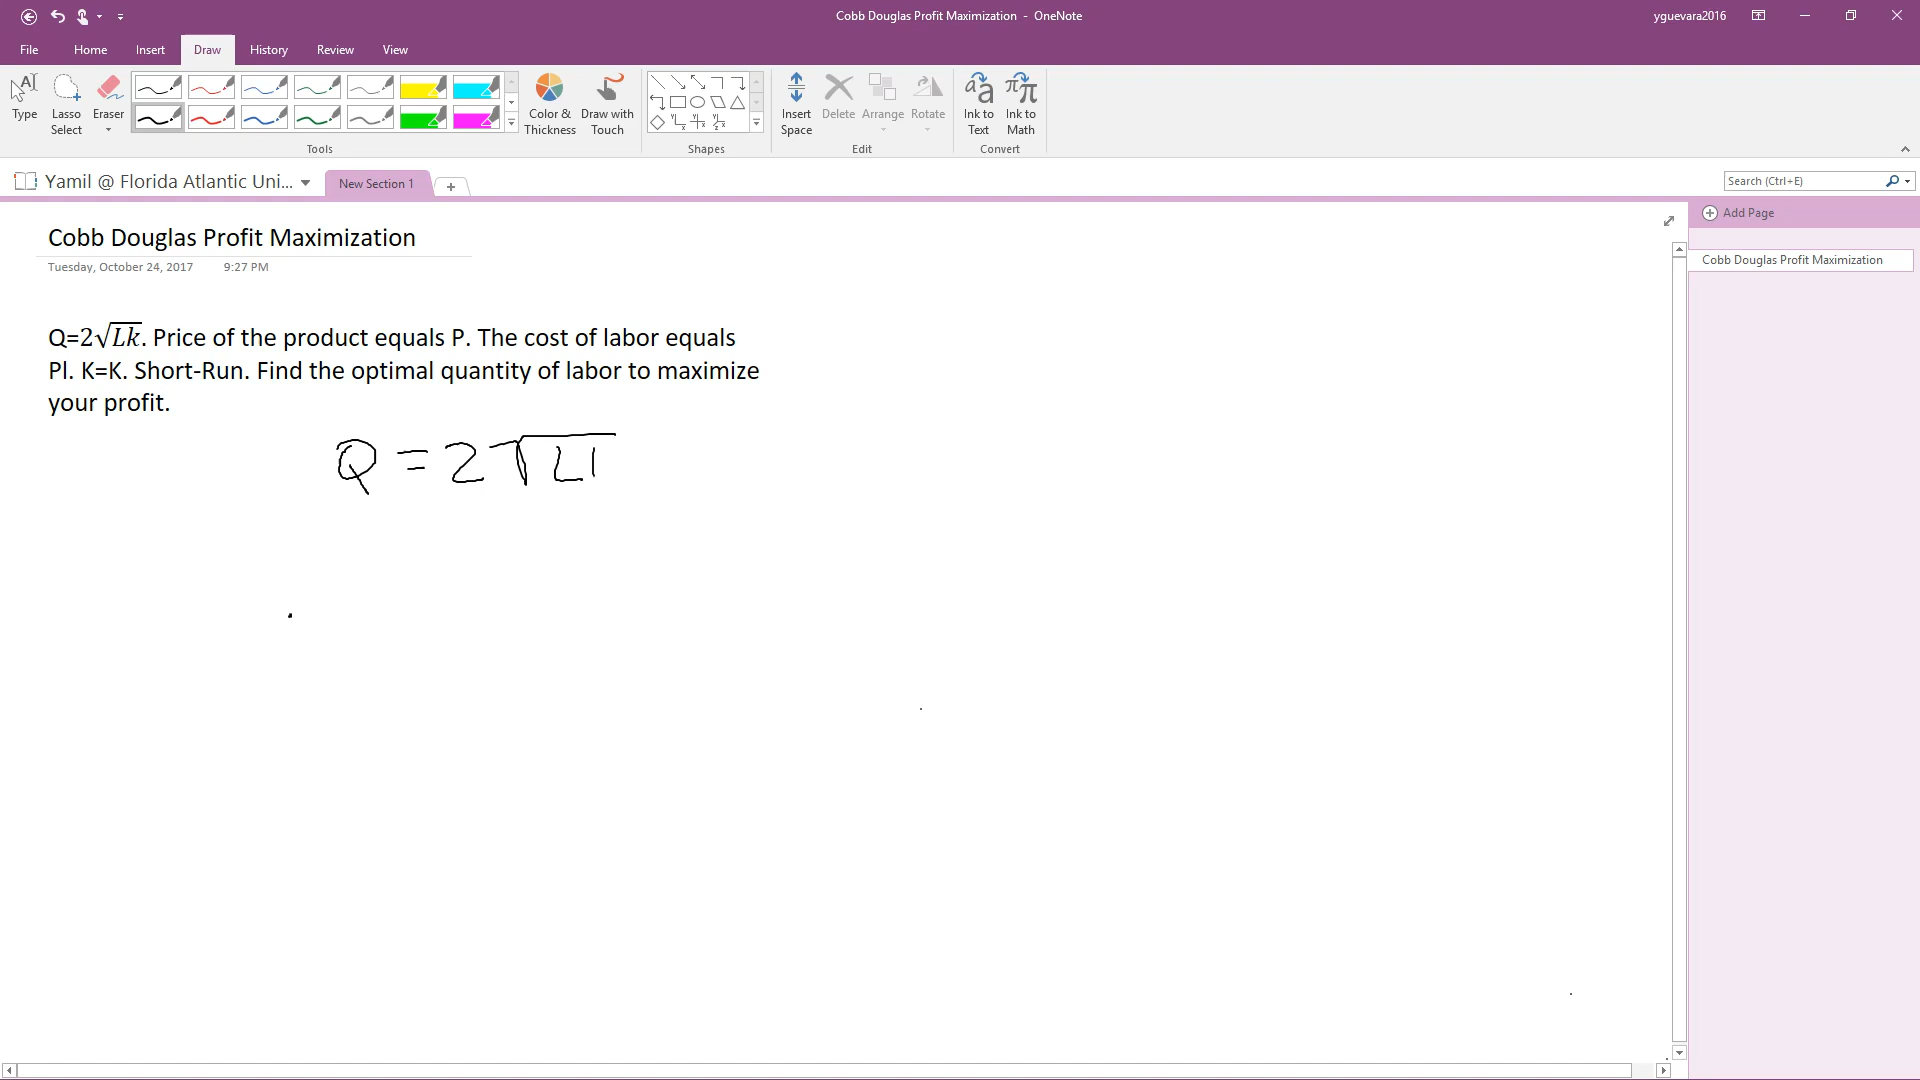 Cobb Douglas Profit Maximization - OneNote
yguevara2016
File Home Insert Draw History Review View
Type
Lasso Select
Eraser
Color & Thickness
Draw with Touch
Insert Space
Delete
Arrange
Rotate
Ink to Text
Ink to Math
Tools
Shapes
Edit
Convert
Yamil @ Florida Atlantic Uni...
New Section 1
Search (Ctrl+E)
Add Page
Cobb Douglas Profit Maximization
Cobb Douglas Profit Maximization
Tuesday, October 24, 2017 9:27 PM
Q=2√Lk. Price of the product equals P. The cost of labor equals
Pl. K=K. Short-Run. Find the optimal quantity of labor to maximize
your profit.
Q = 2√L